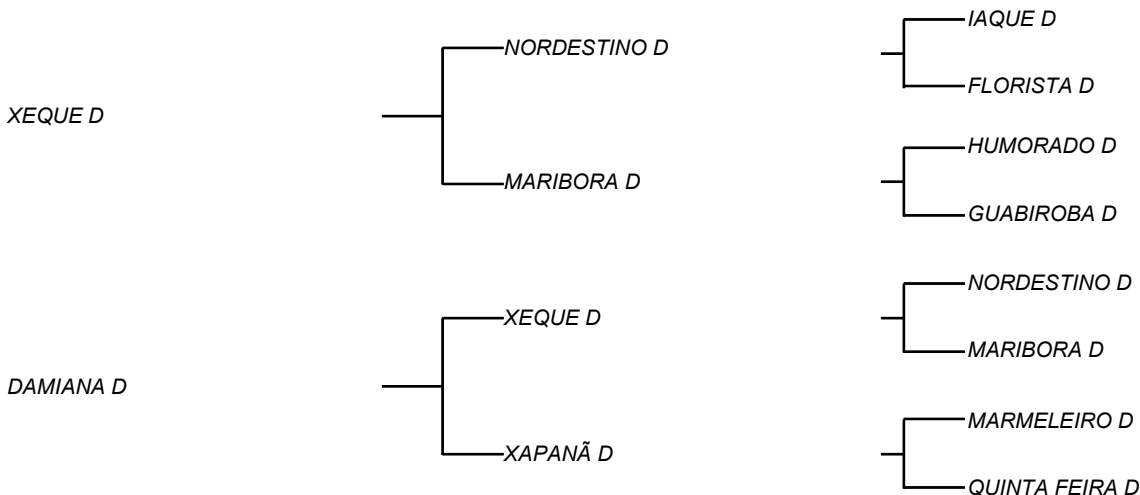 IAQUE D
NORDESTINO D
FLORISTA D
XEQUE D
HUMORADO D
MARIBORA D
GUABIROBA D
NORDESTINO D
XEQUE D
MARIBORA D
DAMIANA D
MARMELEIRO D
XAPANÃ D
QUINTA FEIRA D